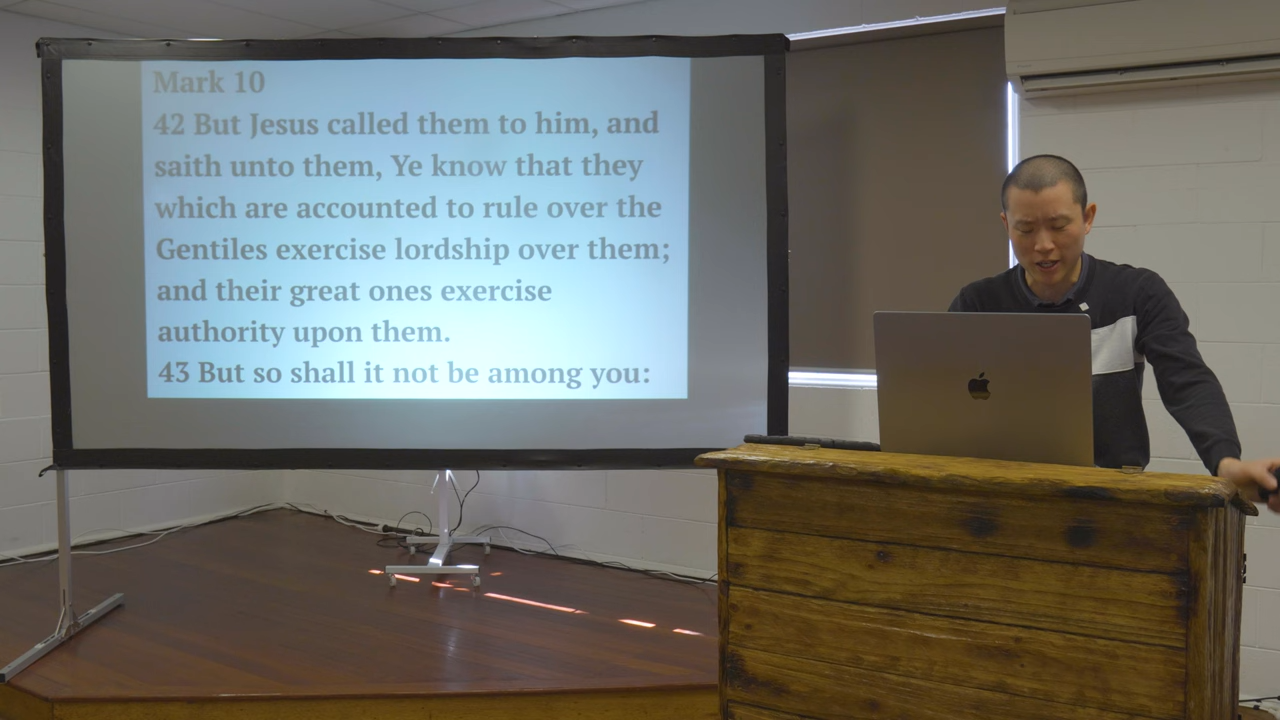 Mark 10
42 But Jesus called them to him, and
saith unto them, Ye know that they
which are accounted to rule over the
Gentiles exercise lordship over them;
and their great ones exercise
authority upon them.
43 But so shall it not be among you: